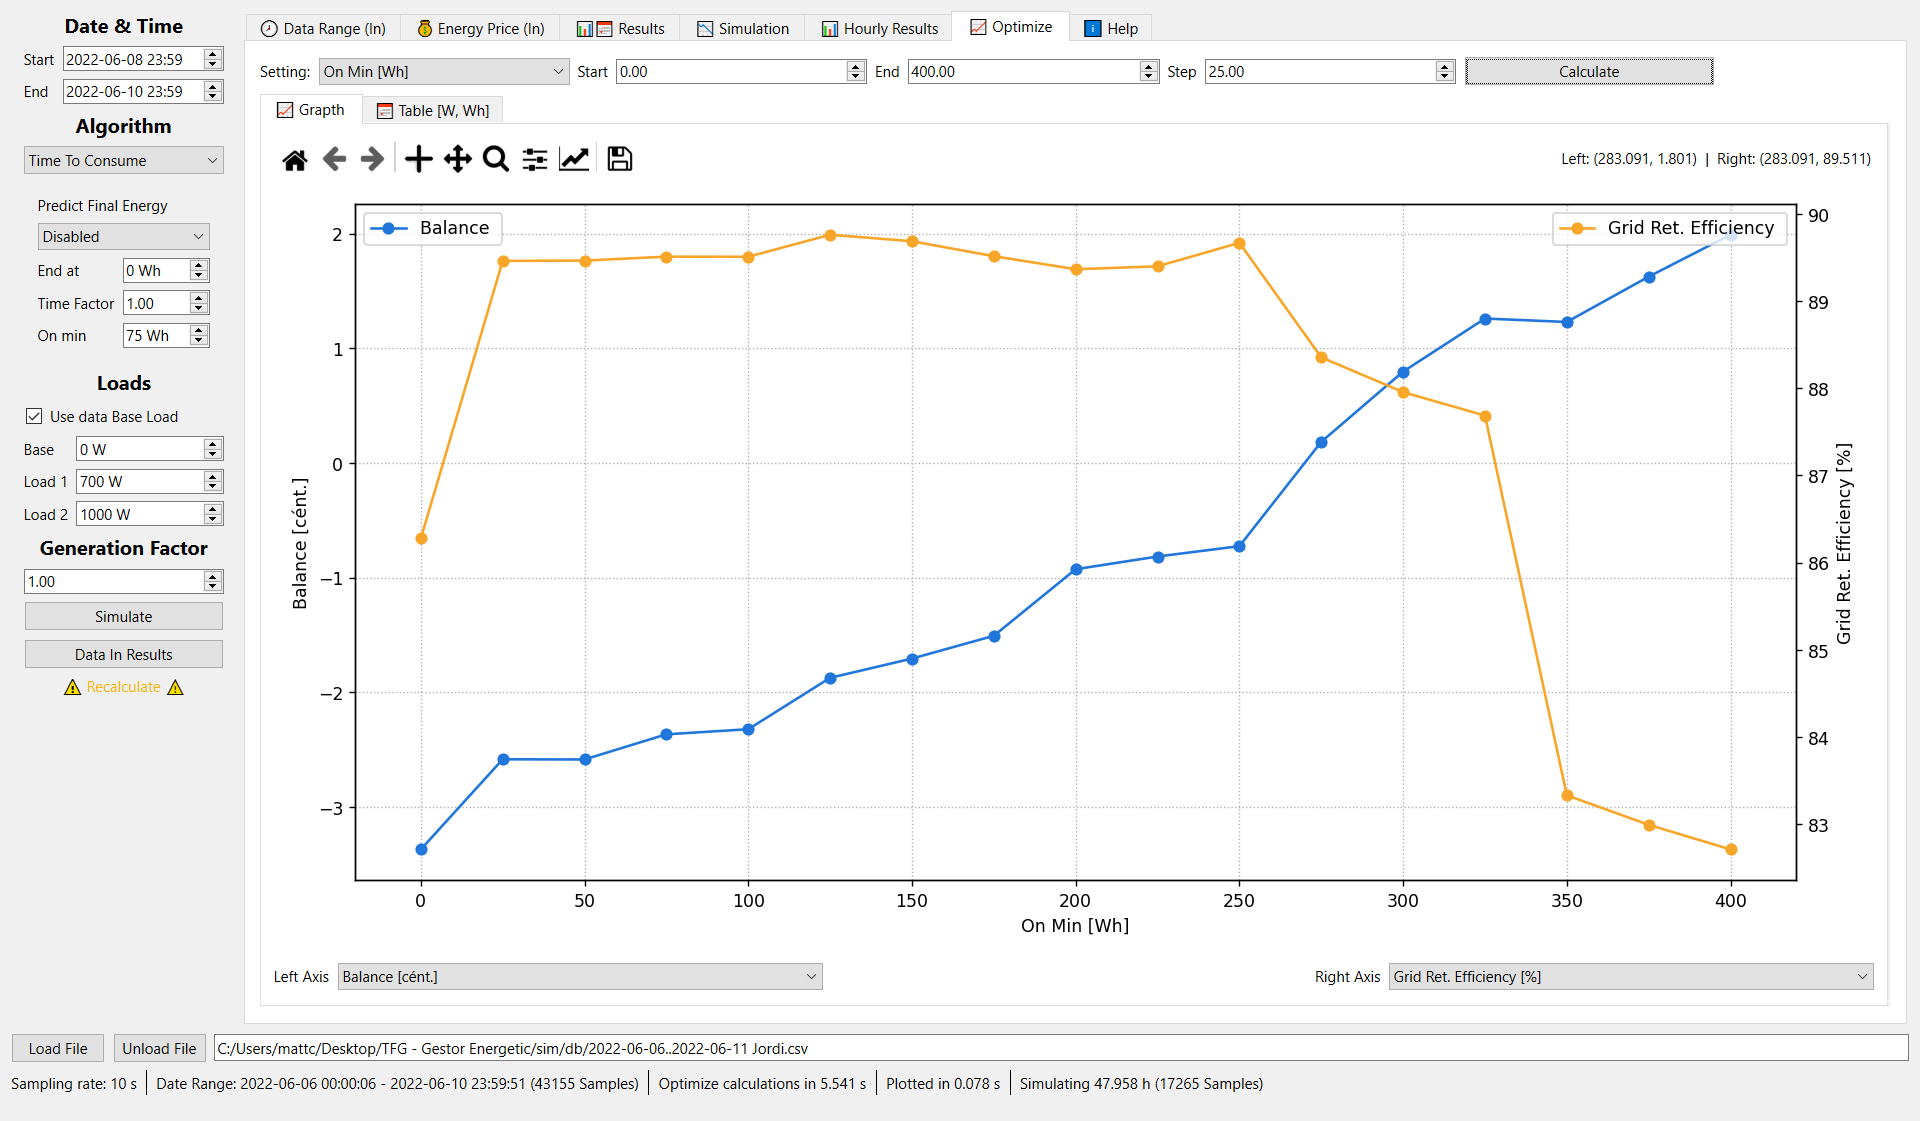 Date & Time
Start 2022-06-08 23:59
End 2022-06-10 23:59
Algorithm
Time To Consume
Predict Final Energy
Disabled
End at 0 Wh
Time Factor 1.00
On min 75 Wh
Loads
Use data Base Load
Base 0 W
Load 1 700 W
Load 2 1000 W
Generation Factor
1.00
Simulate
Data In Results
Recalculate
Data Range (In) Energy Price (In) Results Simulation Hourly Results Optimize Help
Setting: On Min [Wh] Start 0.00 End 400.00 Step 25.00 Calculate
Grapth Table [W, Wh]
Left: (283.091, 1.801) | Right: (283.091, 89.511)
Balance
Grid Ret. Efficiency
2
1
0
−1
−2
−3
Balance [cént.]
90
89
88
87
86
85
84
83
Grid Ret. Efficiency [%]
0 50 100 150 200 250 300 350 400
On Min [Wh]
Left Axis Balance [cént.] Right Axis Grid Ret. Efficiency [%]
Load File Unload File C:/Users/mattc/Desktop/TFG - Gestor Energetic/sim/db/2022-06-06..2022-06-11 Jordi.csv
Sampling rate: 10 s Date Range: 2022-06-06 00:00:06 - 2022-06-10 23:59:51 (43155 Samples) Optimize calculations in 5.541 s Plotted in 0.078 s Simulating 47.958 h (17265 Samples)